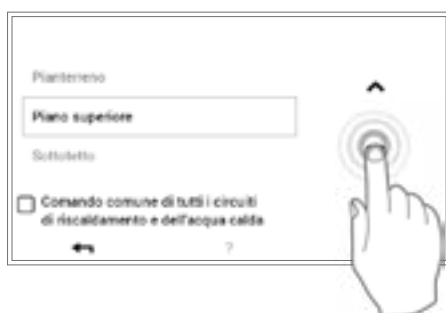 Pianterreno
Piano superiore
Sottotetto
Comando comune di tutti i circuiti
di riscaldamento e dell'acqua calda
?